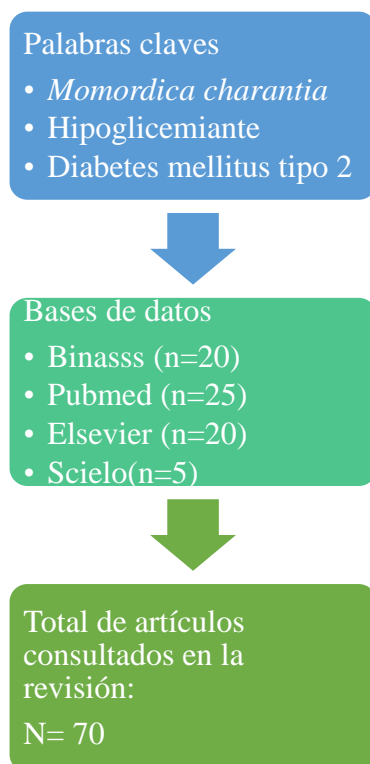 Palabras claves
• Momordica charantia
• Hipoglicemiante
• Diabetes mellitus tipo 2
Bases de datos
• Binasss (n=20)
• Pubmed (n=25)
• Elsevier (n=20)
• Scielo(n=5)
Total de artículos
consultados en la
revisión:
N= 70